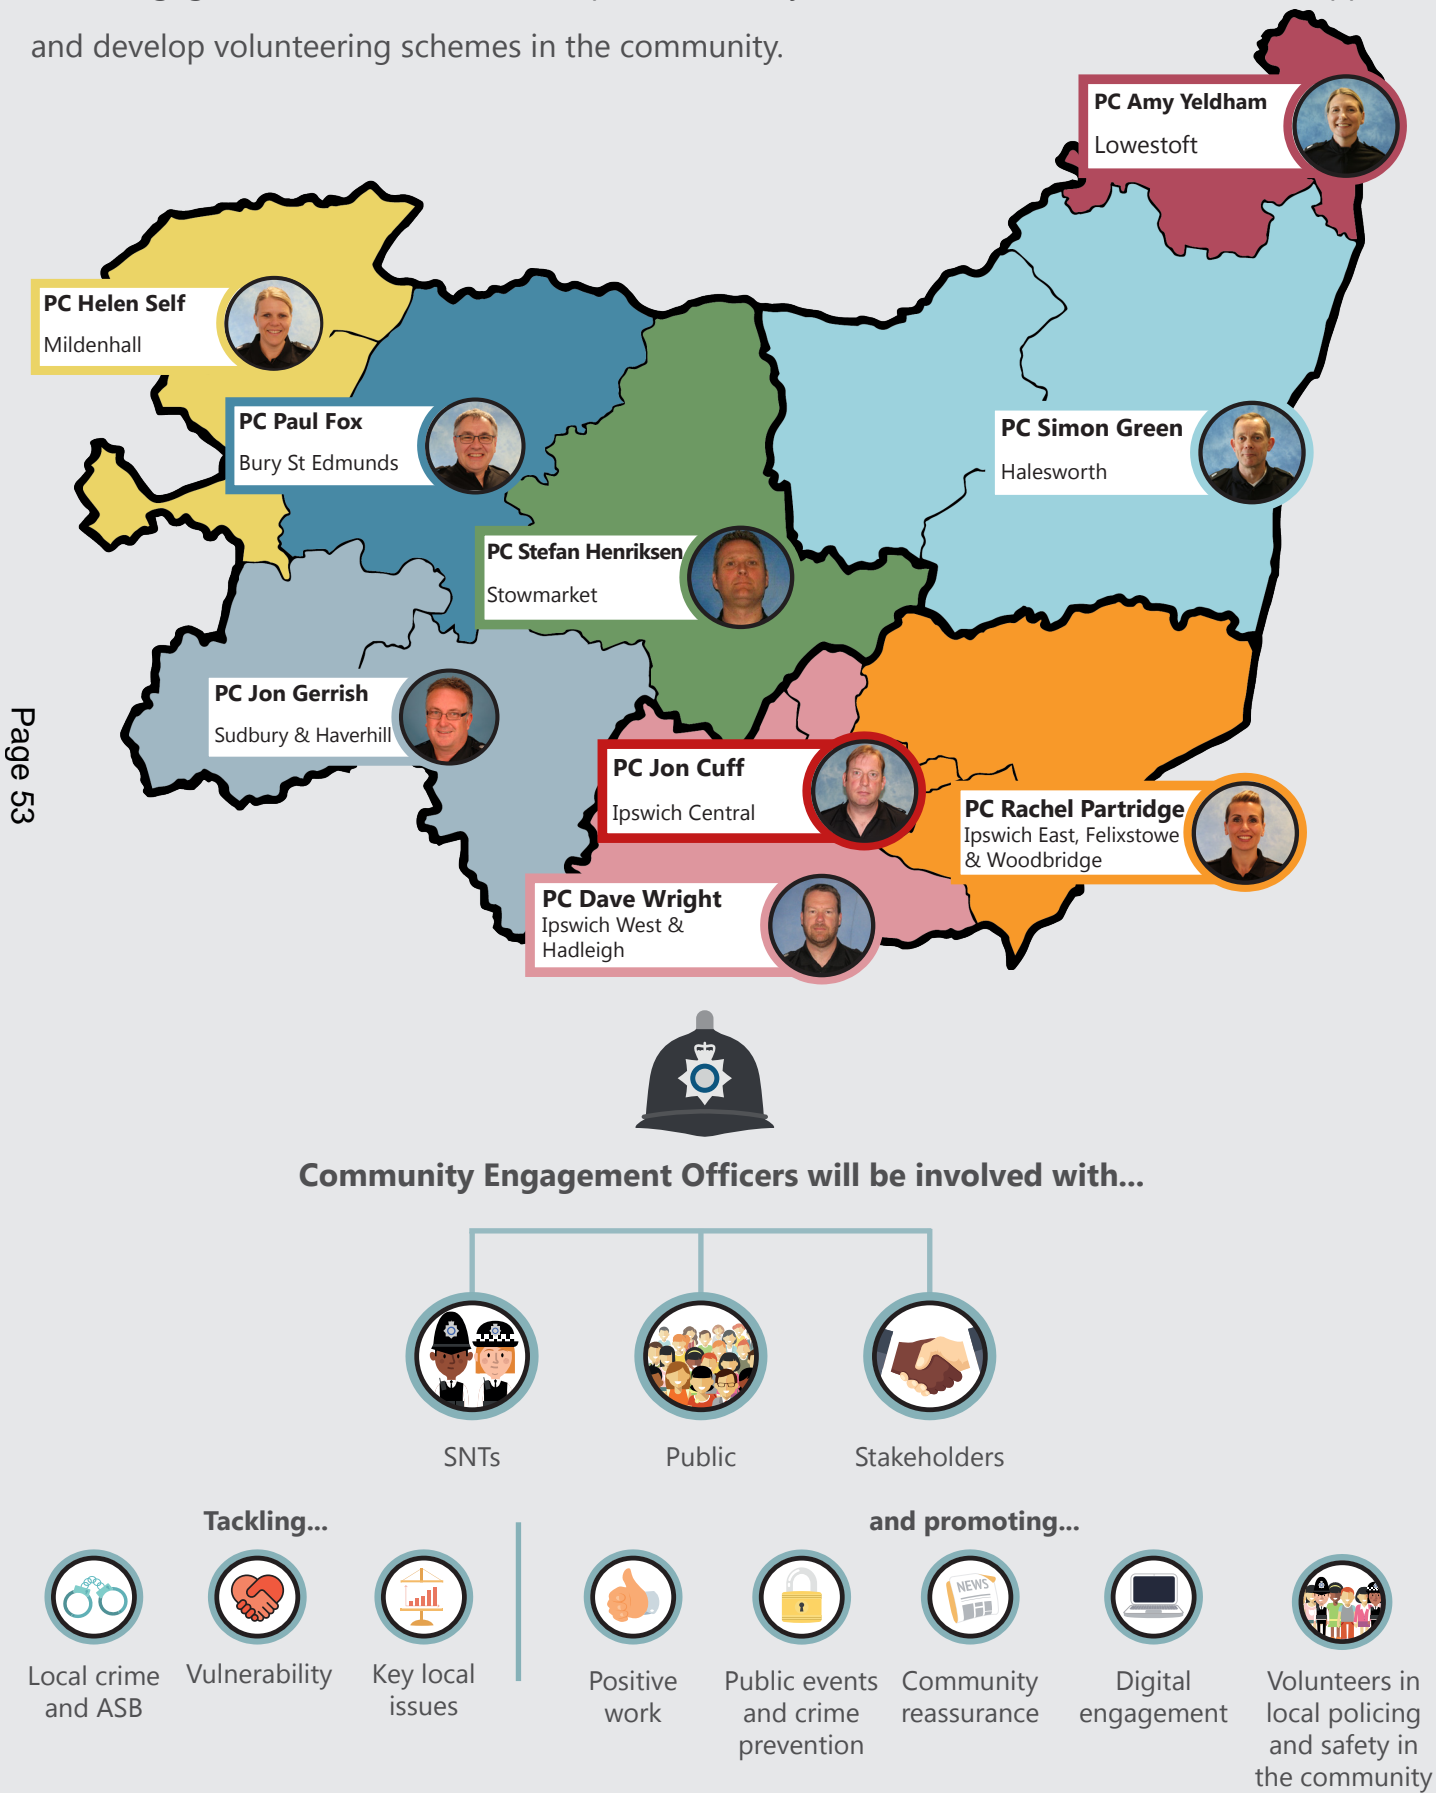 and develop volunteering schemes in the community.
PC Amy Yeldham
Lowestoft
PC Helen Self
Mildenhall
PC Paul Fox
Bury St Edmunds
PC Simon Green
Halesworth
PC Stefan Henriksen
Stowmarket
PC Jon Gerrish
Sudbury & Haverhill
PC Jon Cuff
Ipswich Central
PC Rachel Partridge
Ipswich East, Felixstowe
& Woodbridge
PC Dave Wright
Ipswich West &
Hadleigh
Page 53
Community Engagement Officers will be involved with...
SNTs
Public
Stakeholders
Tackling...
and promoting...
NEWS
Local crime
and ASB
Vulnerability
Key local
issues
Positive
work
Public events
and crime
prevention
Community
reassurance
Digital
engagement
Volunteers in
local policing
and safety in
the community